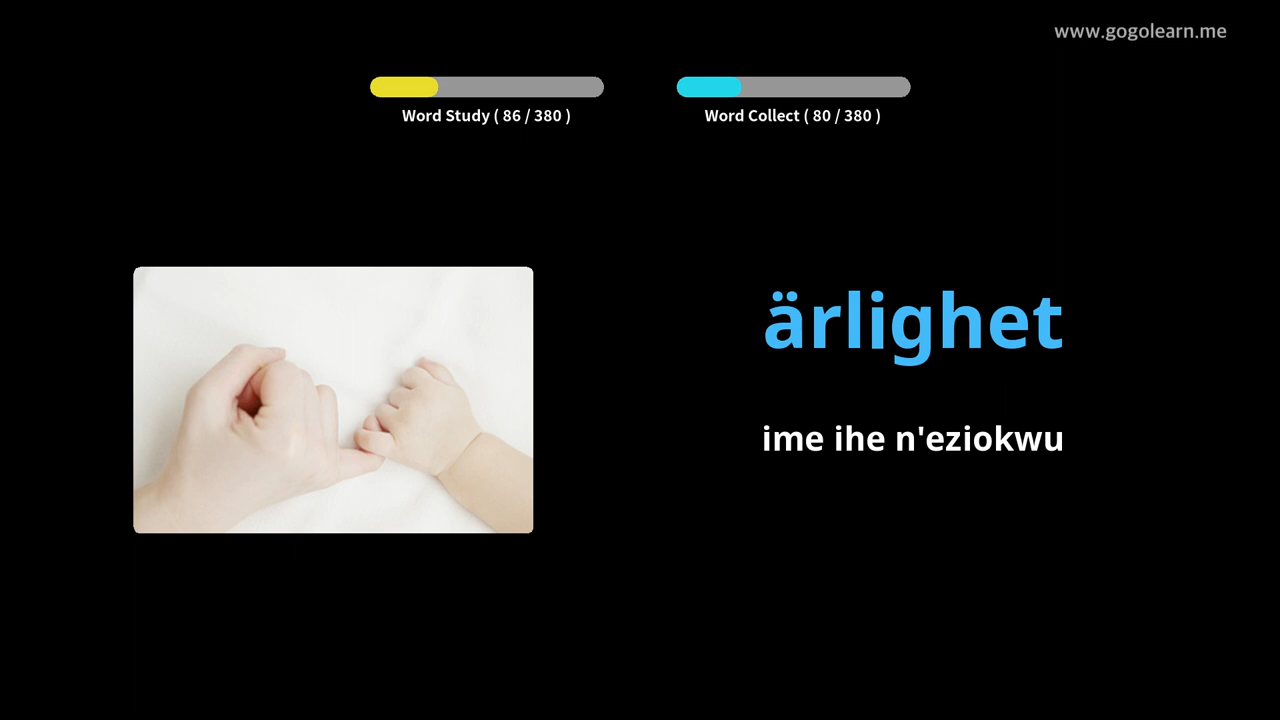 www.gogolearn.me
Word Study ( 86 / 380 )
Word Collect ( 80 / 380 )
ärlighet
ime ihe n'eziokwu